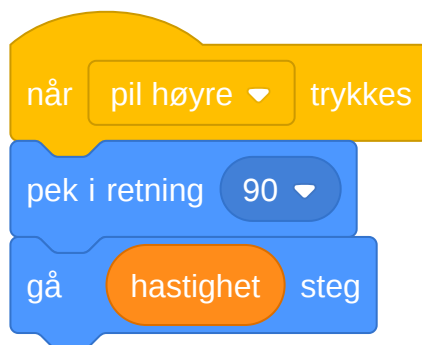 når pil høyre trykkes
pek i retning 90
gå hastighet steg